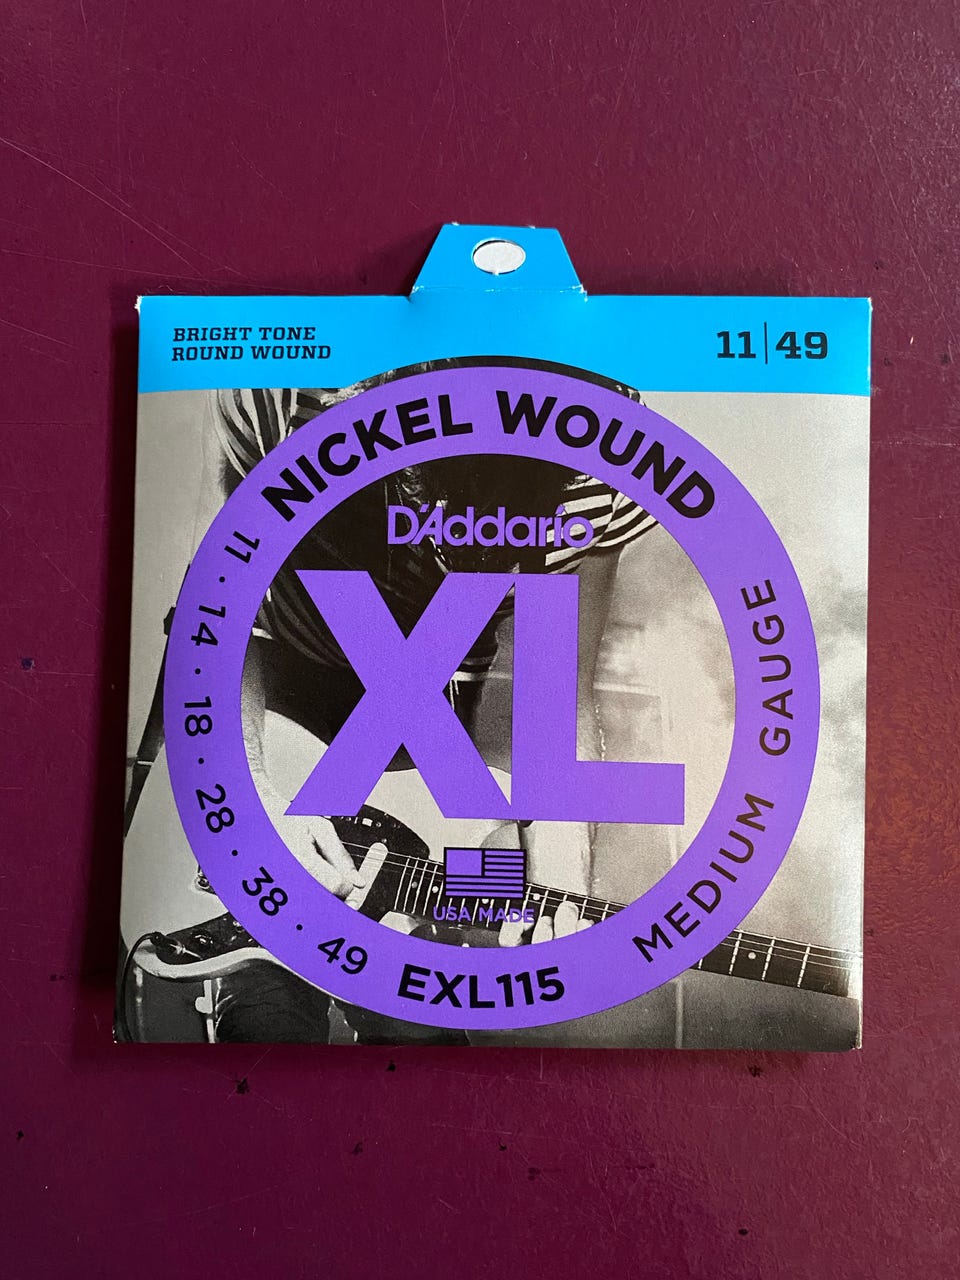 BRIGHT TONE
ROUND WOUND
11|49
NICKEL WOUND
D'Addario
XL
USA MADE
11 · 14 · 18 · 28 · 38 · 49
EXL115
MEDIUM GAUGE